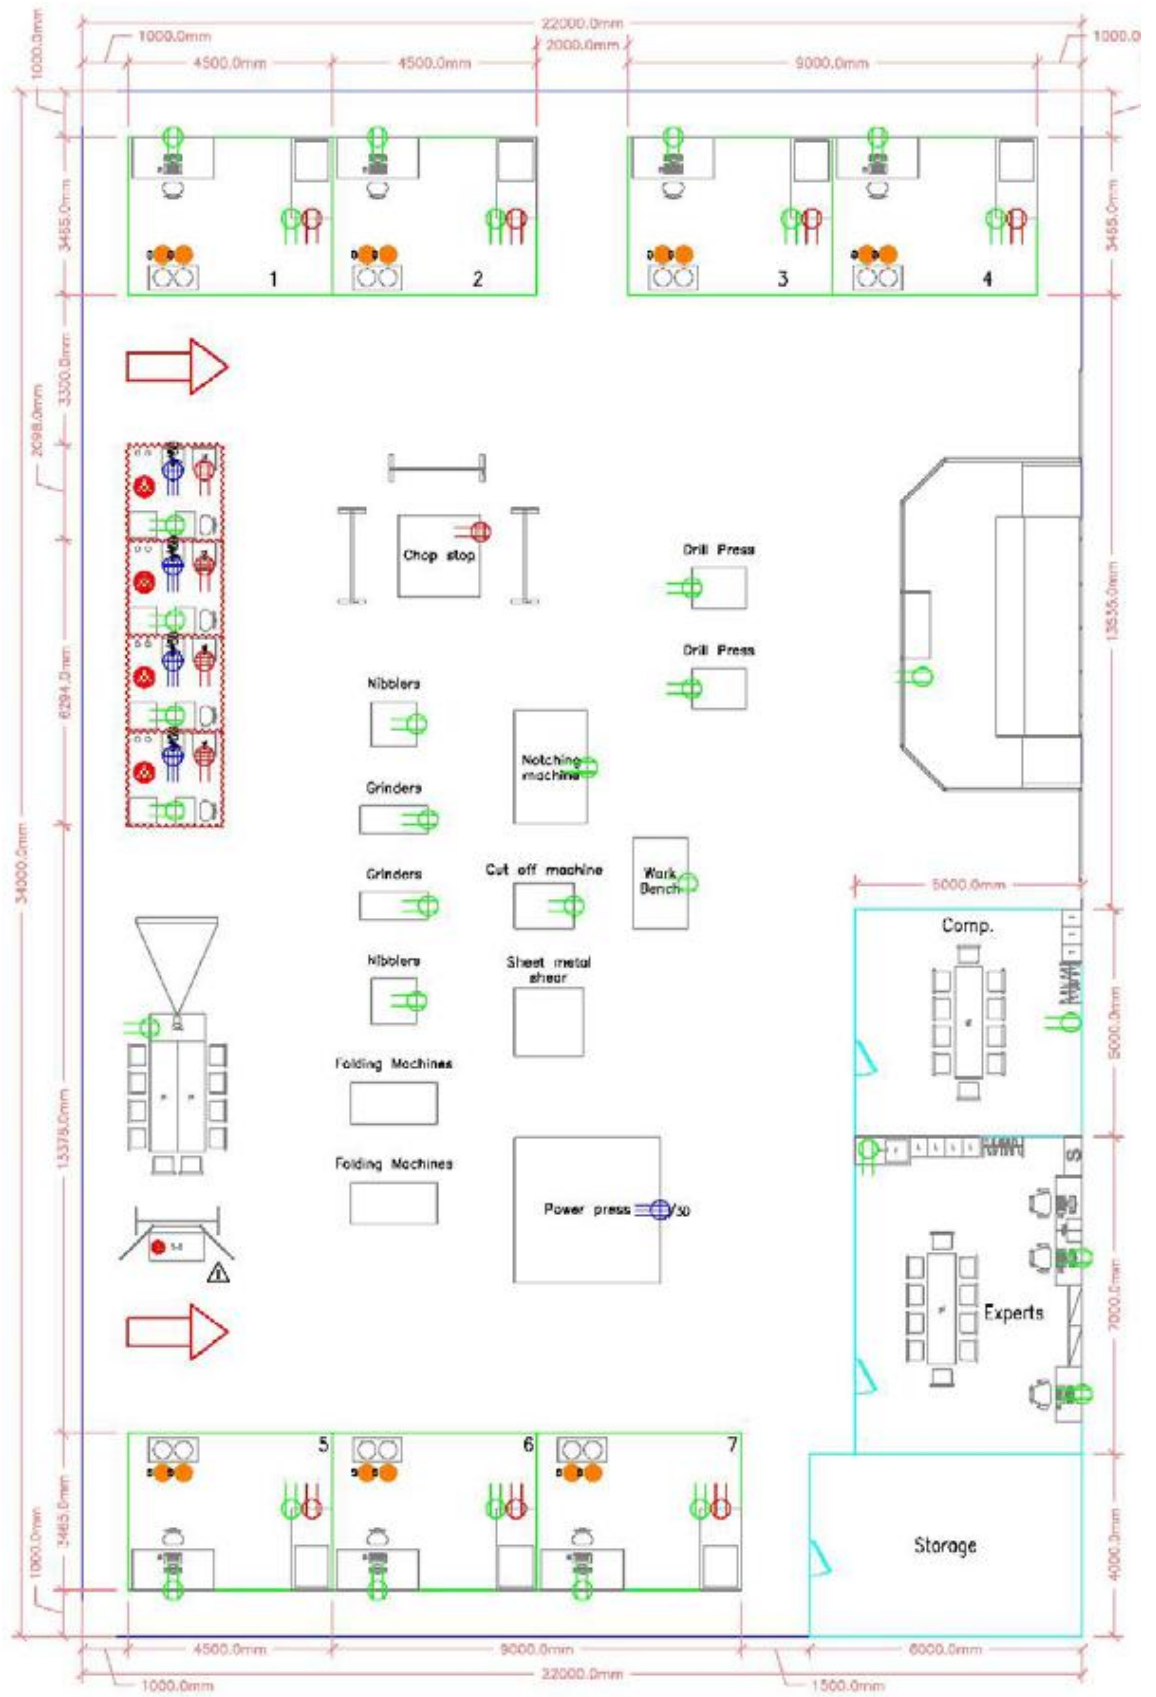 22000.0mm
1000.0mm
2000.0mm
1000.0
4500.0mm
4500.0mm
9000.0mm
1000.0mm
3465.0mm
3465.0mm
1
2
3
4
3300.0mm
2098.0mm
Chop stop
Drill Press
13535.0mm
Drill Press
Nibblers
6294.0mm
Notching
machine
Grinders
34000.0mm
Grinders
Cut off machine
Work
Bench
5000.0mm
Comp.
Nibblers
Sheet metal
shear
5000.0mm
Folding Machines
13378.0mm
Folding Machines
S
Power press
/30
Experts
7000.0mm
5
6
7
3465.0mm
1000.0mm
Storage
4000.0mm
4500.0mm
9000.0mm
6000.0mm
22000.0mm
1000.0mm
1500.0mm